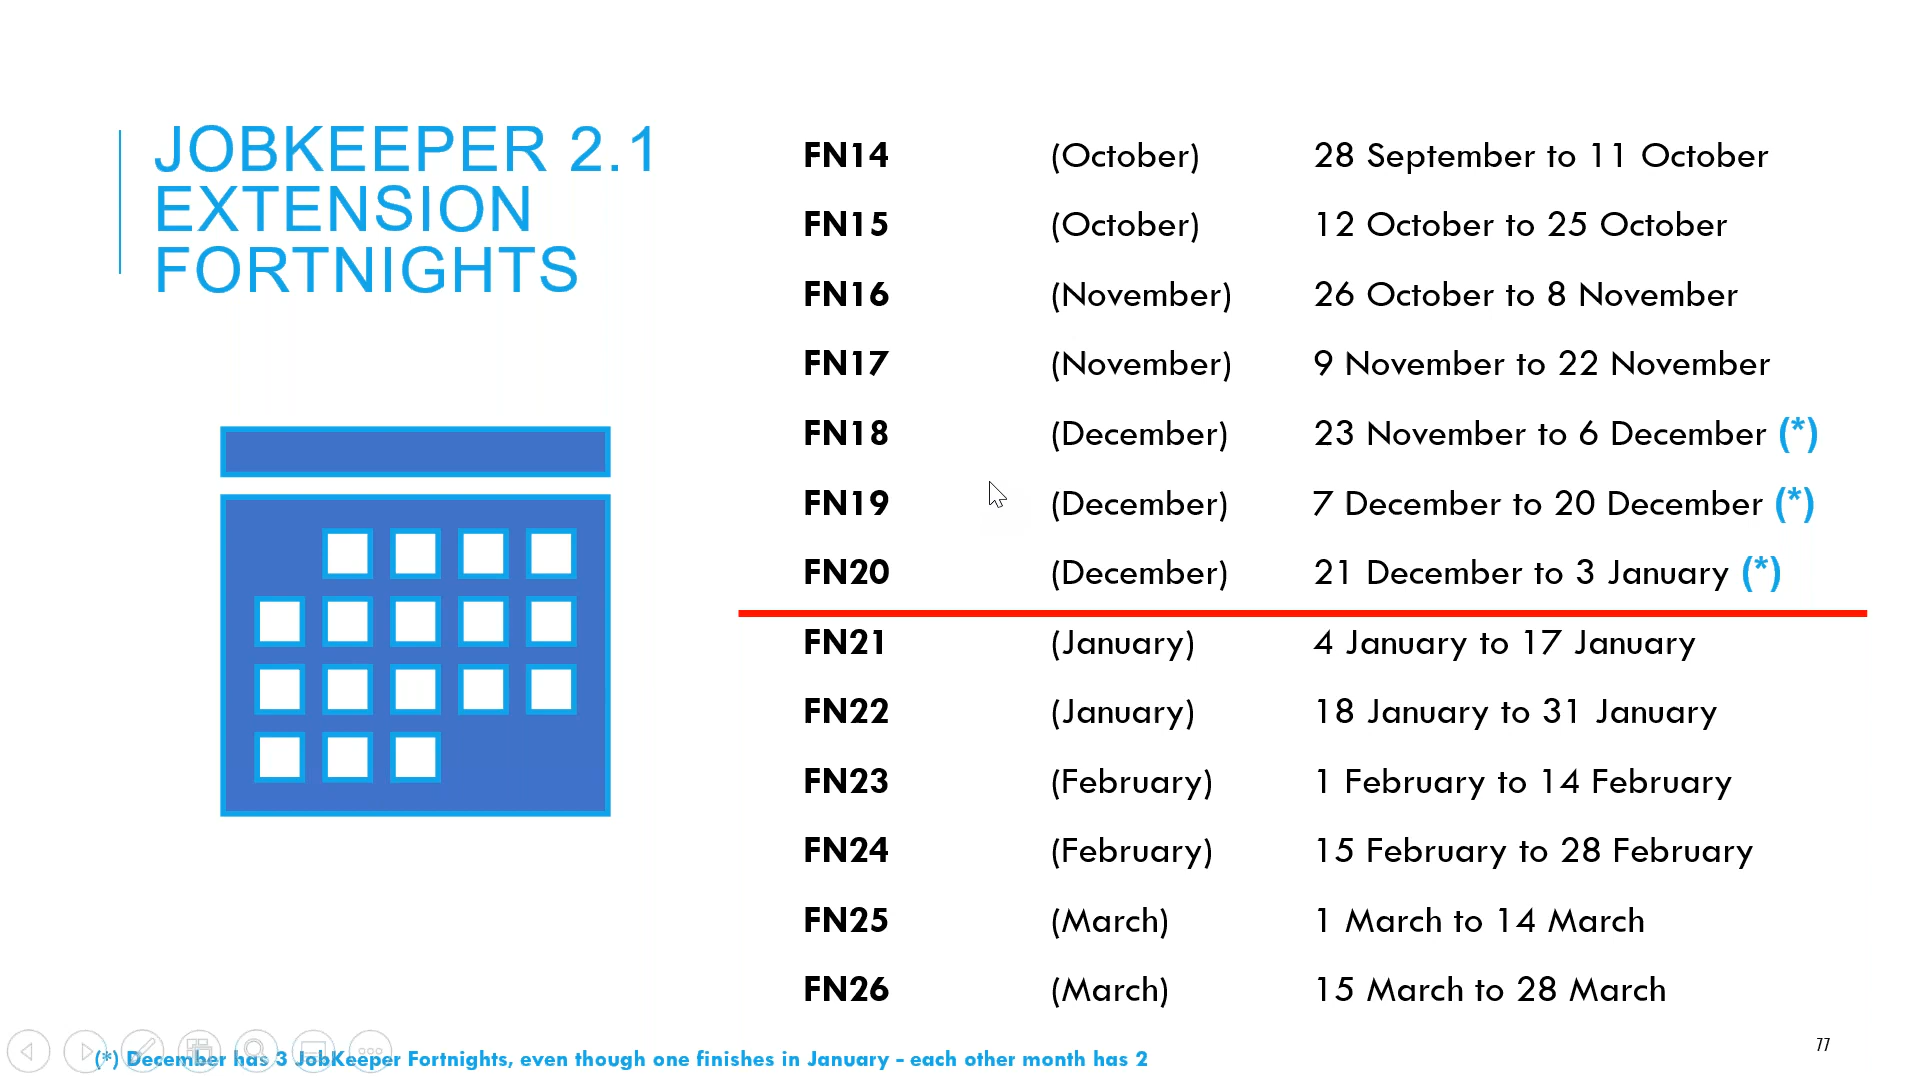 JOBKEEPER 2.1
EXTENSION
FORTNIGHTS
FN14 (October) 28 September to 11 October
FN15 (October) 12 October to 25 October
FN16 (November) 26 October to 8 November
FN17 (November) 9 November to 22 November
FN18 (December) 23 November to 6 December (*)
FN19 (December) 7 December to 20 December (*)
FN20 (December) 21 December to 3 January (*)
FN21 (January) 4 January to 17 January
FN22 (January) 18 January to 31 January
FN23 (February) 1 February to 14 February
FN24 (February) 15 February to 28 February
FN25 (March) 1 March to 14 March
FN26 (March) 15 March to 28 March
(*) December has 3 JobKeeper Fortnights, even though one finishes in January - each other month has 2
77